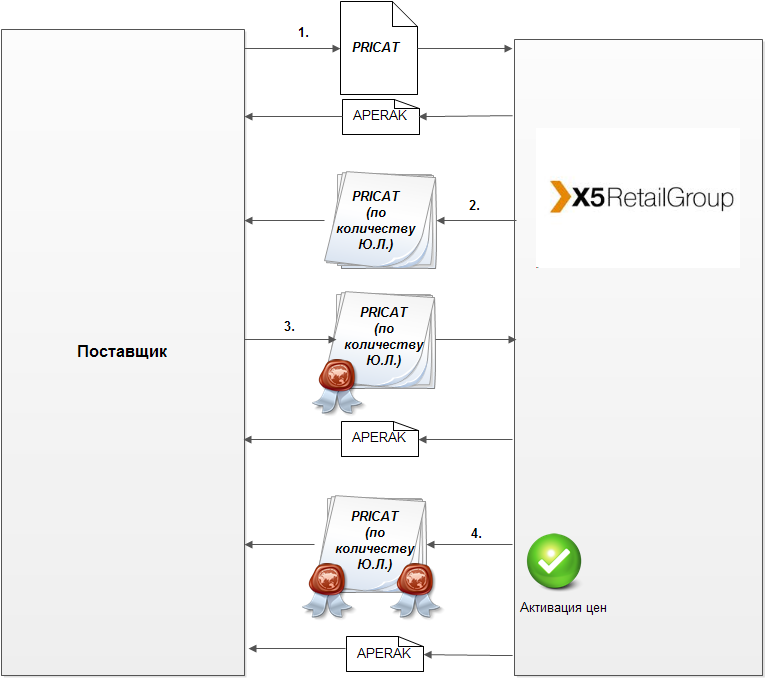 1.
PRICAT
APERAK
X5RetailGroup
PRICAT
(по
количеству
Ю.Л.)
2.
3.
PRICAT
(по
количеству
Ю.Л.)
Поставщик
APERAK
PRICAT
(по
количеству
Ю.Л.)
4.
Активация цен
APERAK